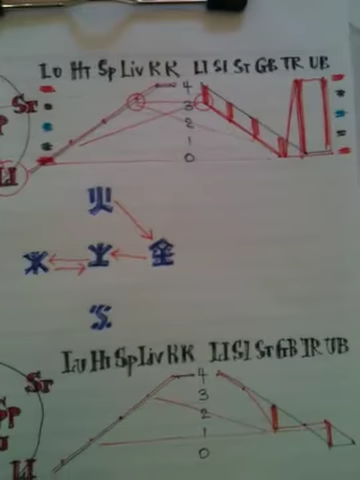 Lu Ht Sp Liv K K LI SI St GB TR UB
4
3
2
1
0
St
P
LI
火
木 土 金
水
Lu Ht Sp Liv K K LI SI St GB TR UB
4
3
2
1
0
St
Sp
LI